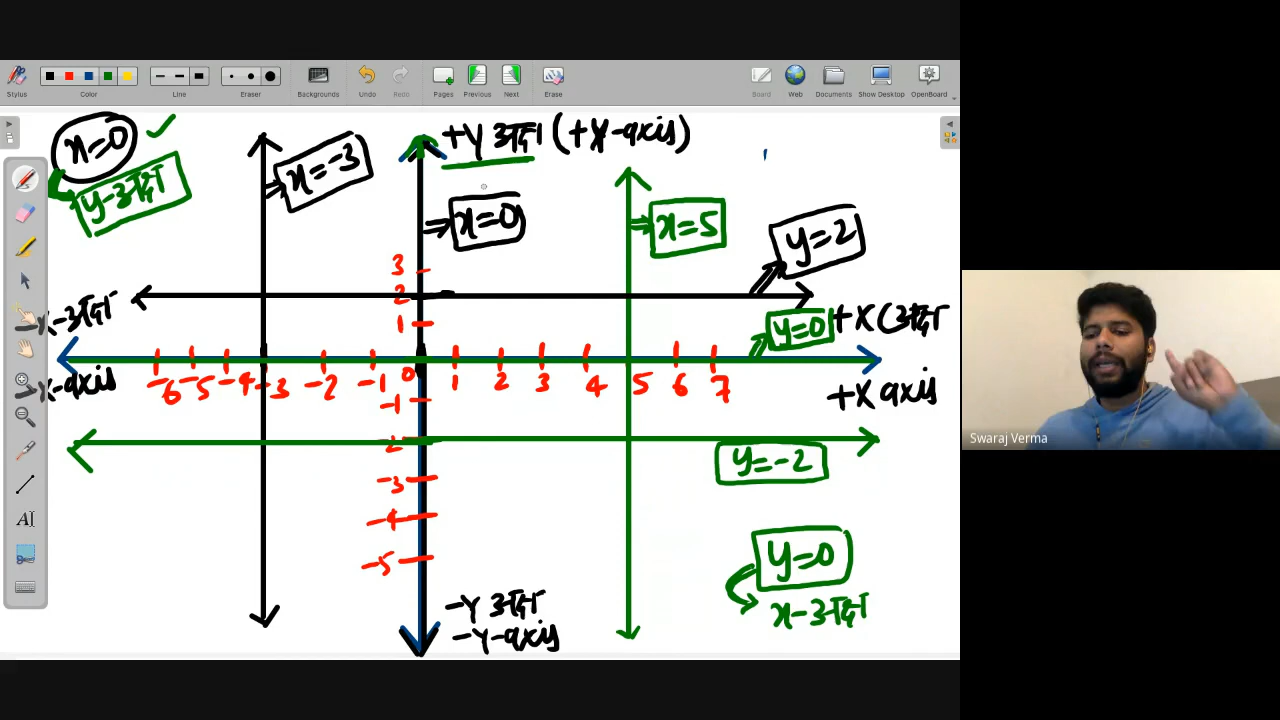 Stylus
Color
Line
Eraser
Backgrounds
Undo
Redo
Pages
Previous
Next
Erase
Board
Web
Documents
Show Desktop
OpenBoard
x=0
y-अक्ष
x=-3
+Y अक्ष (+X-axis)
x=0
x=5
y=2
3
2
1
X-अक्ष
y=0
+X (अक्ष
X-axis
-6 -5 -4 -3 -2 -1 0 1 2 3 4 5 6 7
+X axis
-1
y=-2
-3
-4
-5
y=0
x-अक्ष
-Y अक्ष
-Y-axis
Swaraj Verma